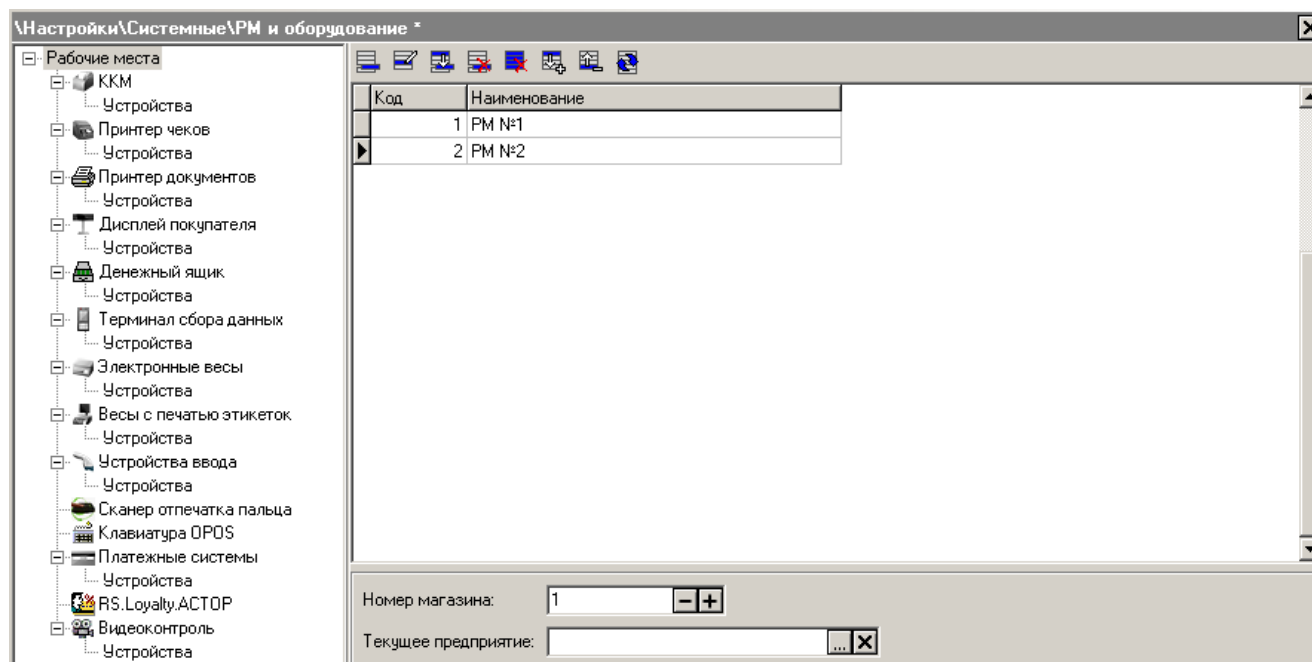 \Настройки\Системные\РМ и оборудование *
Рабочие места
ККМ
Устройства
Принтер чеков
Устройства
Принтер документов
Устройства
Дисплей покупателя
Устройства
Денежный ящик
Устройства
Терминал сбора данных
Устройства
Электронные весы
Устройства
Весы с печатью этикеток
Устройства
Устройства ввода
Устройства
Сканер отпечатка пальца
Клавиатура OPOS
Платежные системы
Устройства
RS.Loyalty.АСТОР
Видеоконтроль
Устройства
Код Наименование
1 РМ №1
2 РМ №2
Номер магазина: 1
Текущее предприятие: ...